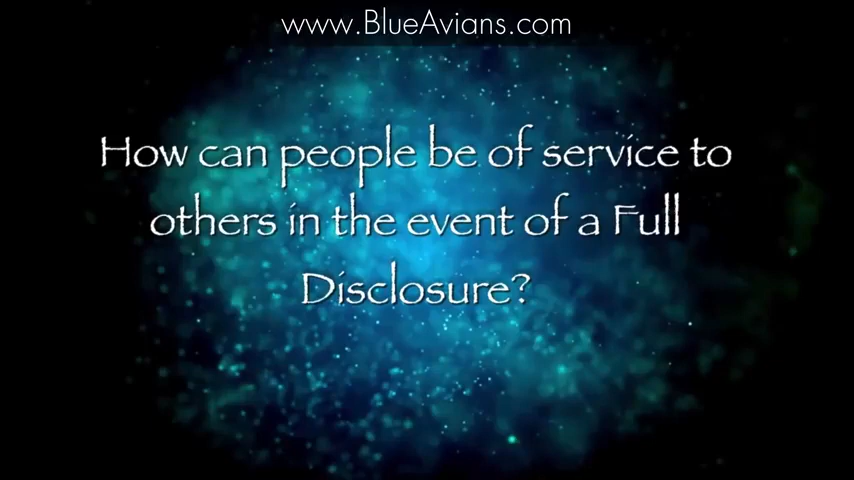 www.BlueAvians.com
How can people be of service to
others in the event of a Full
Disclosure?